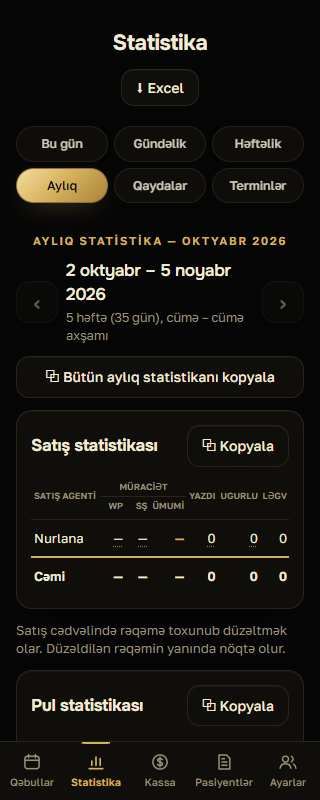 Statistika
⬇ Excel
Bu gün Gündəlik Həftəlik
Aylıq Qaydalar Terminlər
AYLIQ STATİSTİKA — OKTYABR 2026
2 oktyabr – 5 noyabr
2026
5 həftə (35 gün), cümə – cümə
axşamı
Bütün aylıq statistikanı kopyala
Satış statistikası
Kopyala
SATIŞ AGENTİ MÜRACİƏT YAZDI UGURLU LƏGV
WP SŞ ÜMUMİ
Nurlana — — — 0 0 0
Cəmi — — — 0 0 0
Satış cədvəlində rəqəmə toxunub düzəltmək
olar. Düzəldilən rəqəmin yanında nöqtə olur.
Pul statistikası
Kopyala
Qəbullar Statistika Kassa Pasiyentlər Ayarlar